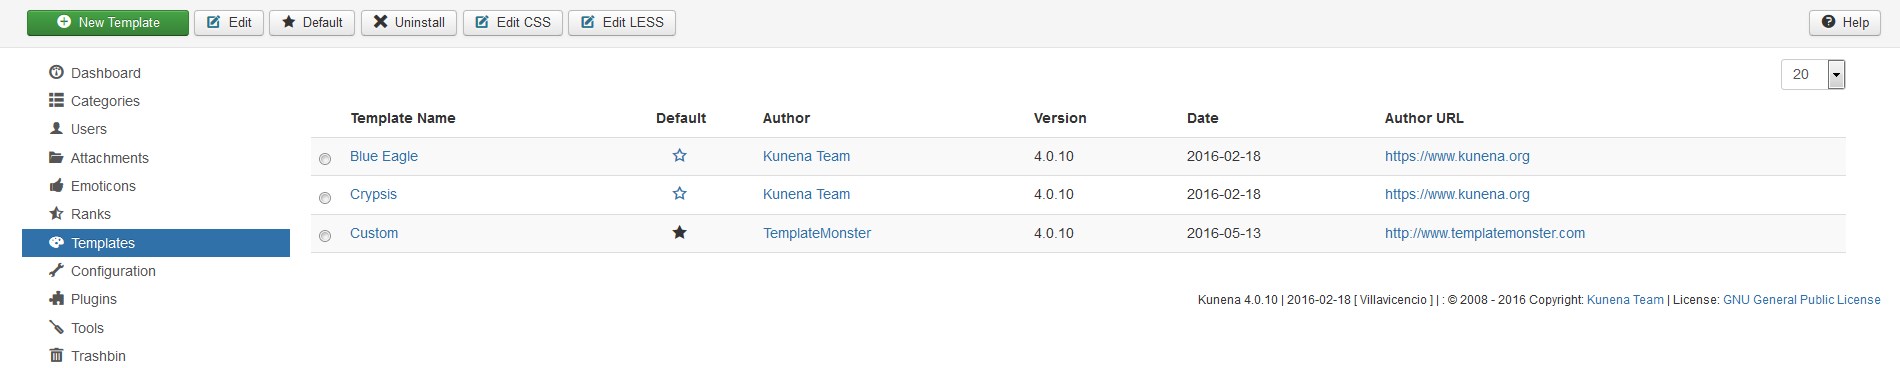 New Template Edit Default Uninstall Edit CSS Edit LESS Help
Dashboard
Categories
Users
Attachments
Emoticons
Ranks
Templates
Configuration
Plugins
Tools
Trashbin
20
Template Name Default Author Version Date Author URL
Blue Eagle Kunena Team 4.0.10 2016-02-18 https://www.kunena.org
Crypsis Kunena Team 4.0.10 2016-02-18 https://www.kunena.org
Custom TemplateMonster 4.0.10 2016-05-13 http://www.templatemonster.com
Kunena 4.0.10 | 2016-02-18 [ Villavicencio ] | : © 2008 - 2016 Copyright: Kunena Team | License: GNU General Public License